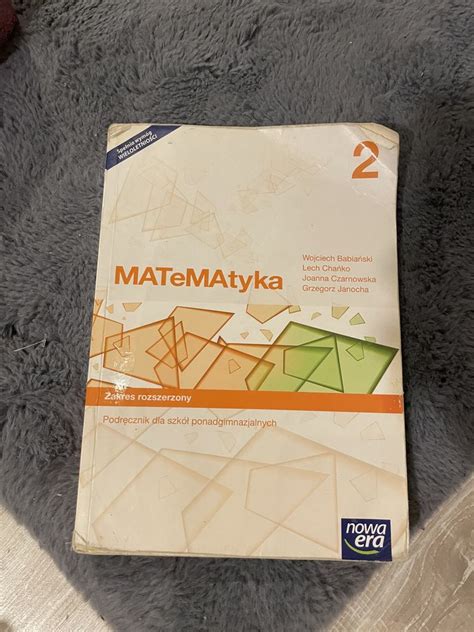 Spełnia wymóg
WIELOLETNIOŚCI
2
Wojciech Babiański
Lech Chańko
Joanna Czarnowska
Grzegorz Janocha
MATeMAtyka
Zakres rozszerzony
Podręcznik dla szkół ponadgimnazjalnych
nowa
era